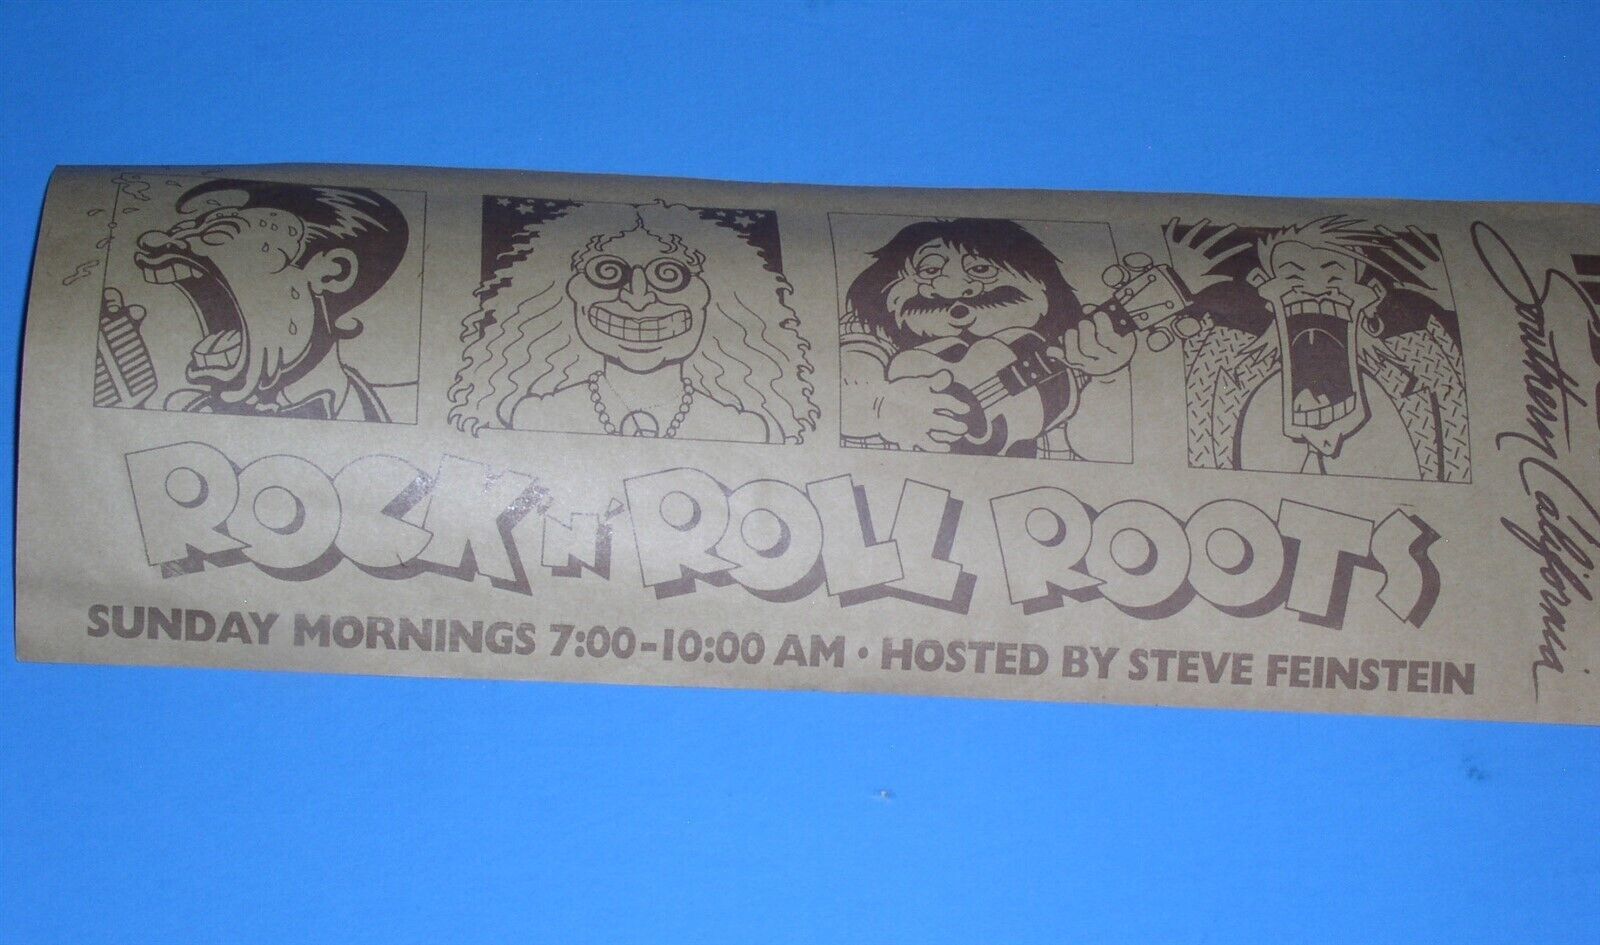 ROCK 'N' ROLL ROOTS
SUNDAY MORNINGS 7:00-10:00 AM • HOSTED BY STEVE FEINSTEIN
Southern California